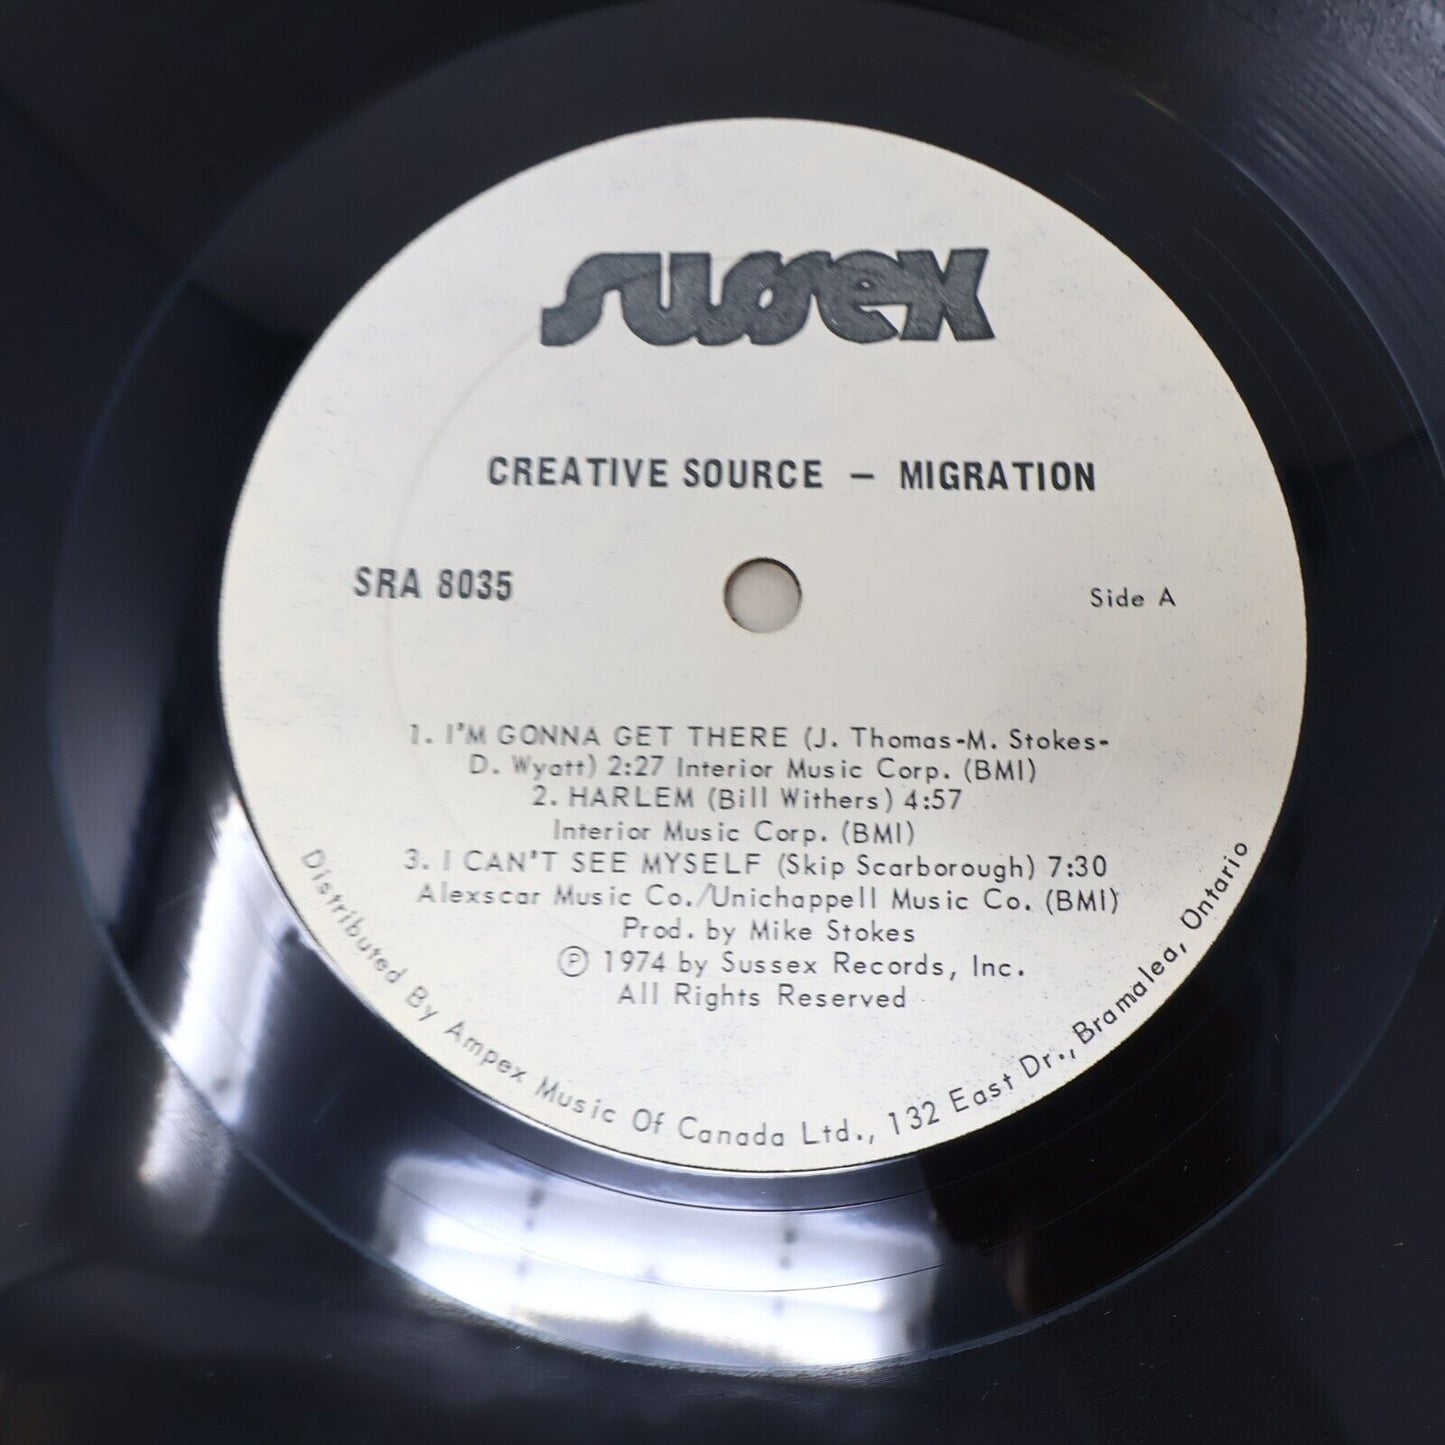 sussex
CREATIVE SOURCE – MIGRATION
SRA 8035
Side A
1. I'M GONNA GET THERE (J. Thomas-M. Stokes-
D. Wyatt) 2:27 Interior Music Corp. (BMI)
2. HARLEM (Bill Withers) 4:57
Interior Music Corp. (BMI)
3. I CAN'T SEE MYSELF (Skip Scarborough) 7:30
Alexscar Music Co./Unichappell Music Co. (BMI)
Prod. by Mike Stokes
Ⓟ 1974 by Sussex Records, Inc.
All Rights Reserved
Distributed By Ampex Music Of Canada Ltd., 132 East Dr., Bramalea, Ontario